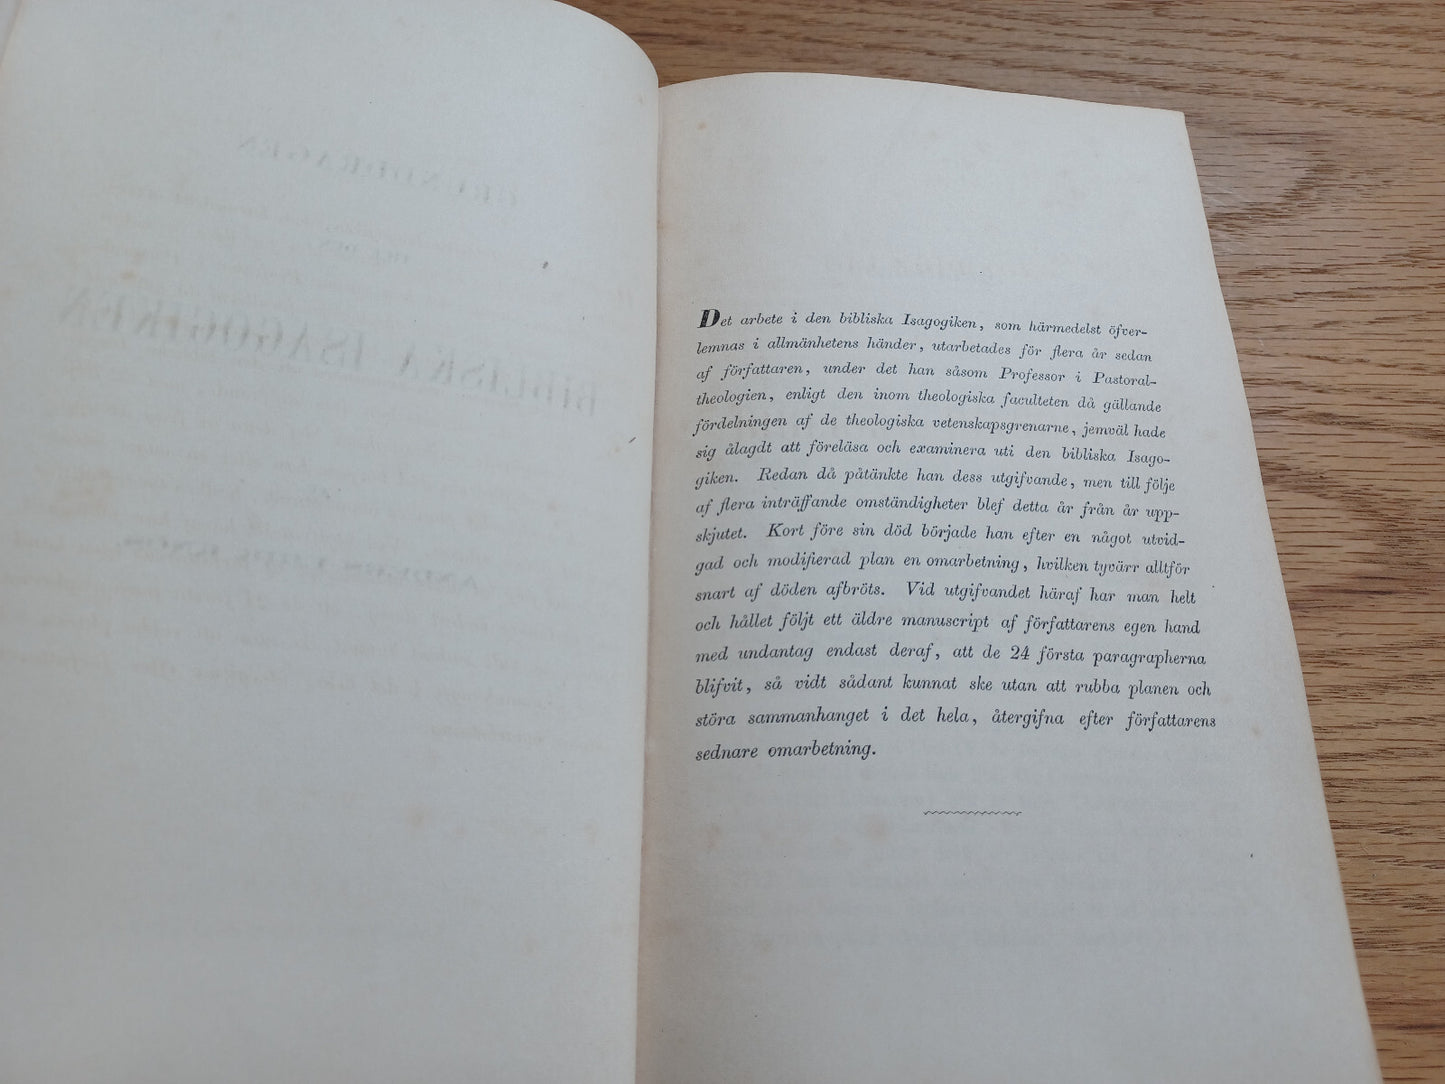 Det arbete i den bibliska Isagogiken, som härmedelst öfver-
lemnas i allmänhetens händer, utarbetades för flera år sedan
af författaren, under det han såsom Professor i Pastoral-
theologien, enligt den inom theologiska faculteten då gällande
fördelningen af de theologiska vetenskapsgrenarne, jemväl hade
sig ålagdt att föreläsa och examinera uti den bibliska Isago-
giken. Redan då påtänkte han dess utgifvande, men till följe
af flera inträffande omständigheter blef detta år från år upp-
skjutet. Kort före sin död började han efter en något utvid-
gad och modifierad plan en omarbetning, hvilken tyvärr alltför
snart af döden afbröts. Vid utgifvandet häraf har man helt
och hållet följt ett äldre manuscript af författarens egen hand
med undantag endast deraf, att de 24 första paragrapherna
blifvit, så vidt sådant kunnat ske utan att rubba planen och
störa sammanhanget i det hela, återgifna efter författarens
sednare omarbetning.
GRUNDDRAGEN
TILL DEN
BIBLISKA ISAGOGIKEN